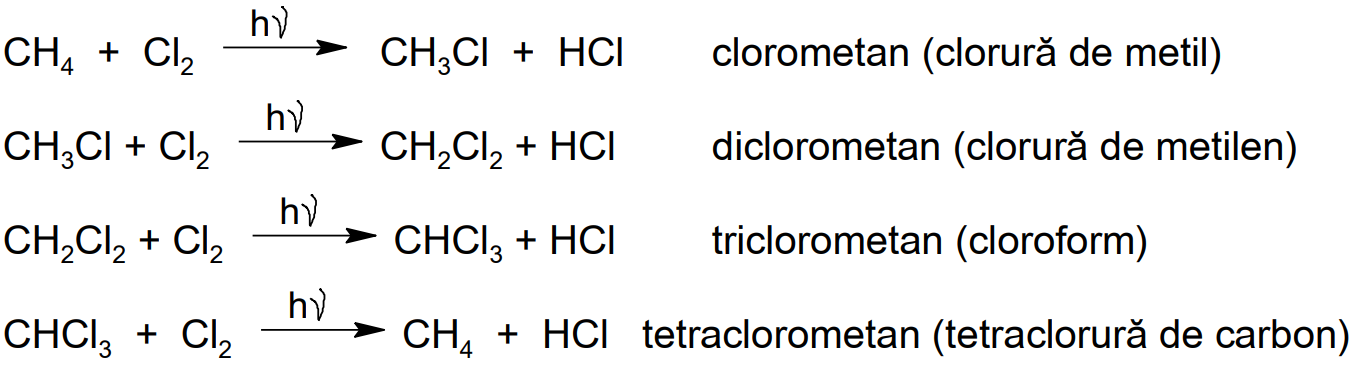 CH₄ + Cl₂ hν CH₃Cl + HCl clorometan (clorură de metil)
CH₃Cl + Cl₂ hν CH₂Cl₂ + HCl diclorometan (clorură de metilen)
CH₂Cl₂ + Cl₂ hν CHCl₃ + HCl triclorometan (cloroform)
CHCl₃ + Cl₂ hν CH₄ + HCl tetraclorometan (tetraclorură de carbon)